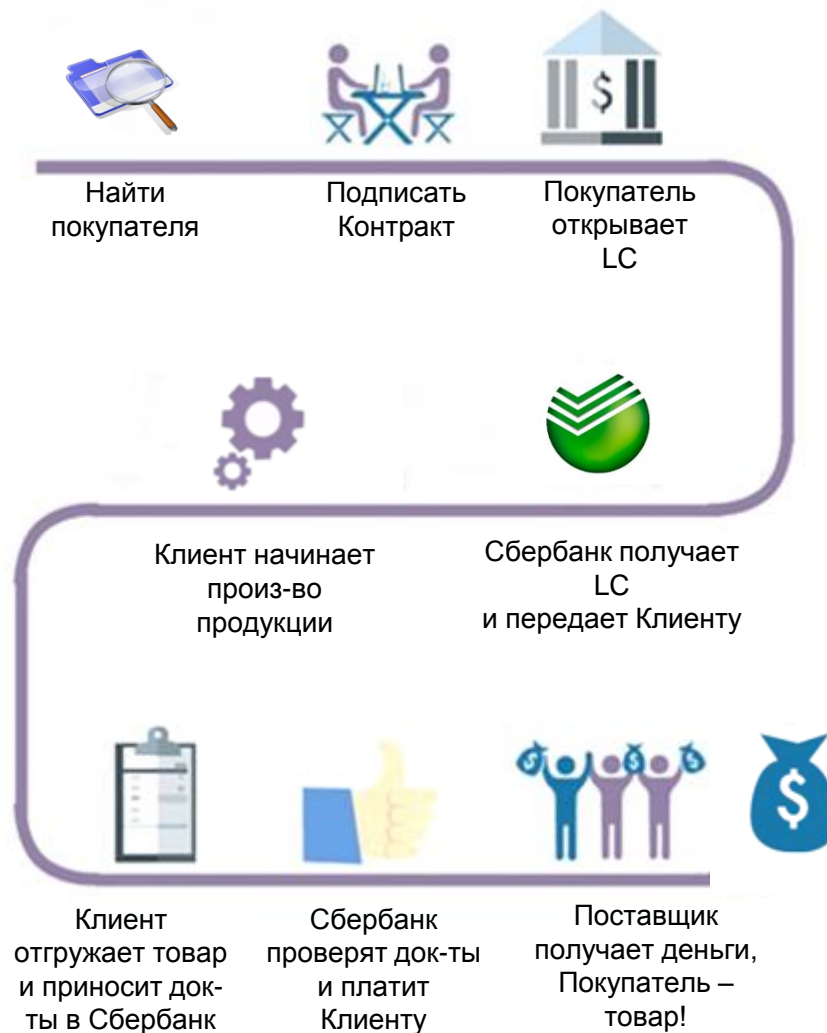 $
Найти
покупателя
Подписать
Контракт
Покупатель
открывает
LC
Сбербанк получает
LC
и передает Клиенту
Клиент начинает
произ-во
продукции
Клиент
отгружает товар
и приносит док-
ты в Сбербанк
Сбербанк
проверят док-ты
и платит
Клиенту
$ $ $
Поставщик
получает деньги,
Покупатель –
товар!
$